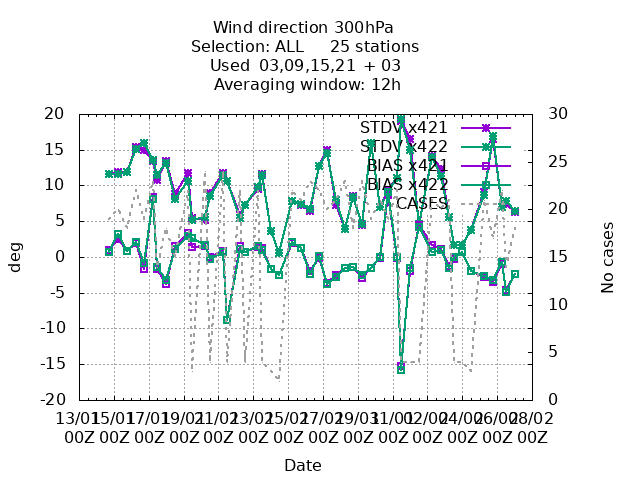 Wind direction 300hPa
Selection: ALL 25 stations
Used 03,09,15,21 + 03
Averaging window: 12h
20
15
10
5
0
-5
-10
-15
-20
30
25
20
15
10
5
0
deg
No cases
STDV x421
STDV x422
BIAS x421
BIAS x422
CASES
13/01 15/01 17/01 19/01 21/01 23/01 25/01 27/01 29/01 31/01 02/02 24/02 26/02 28/02
00Z 00Z 00Z 00Z 00Z 00Z 00Z 00Z 00Z 00Z 00Z 00Z 00Z 00Z
Date